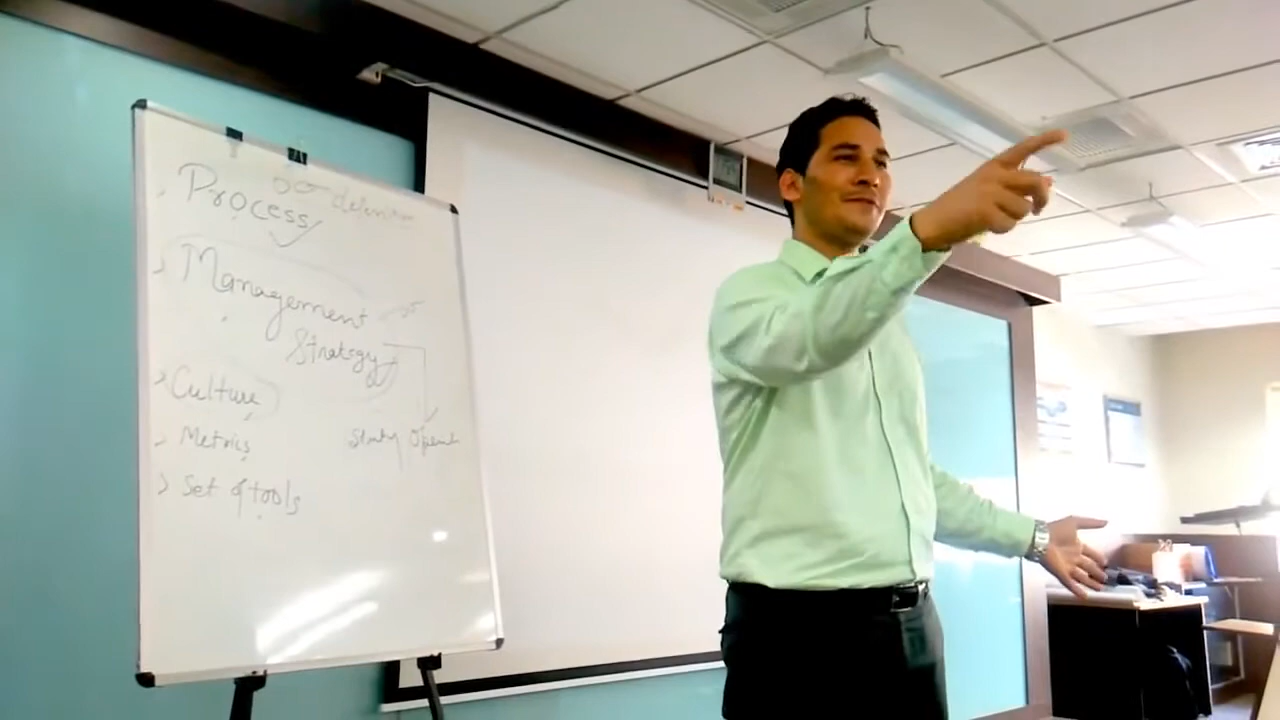 Process
Management
Strategy
Culture
Metrics
Set of tools